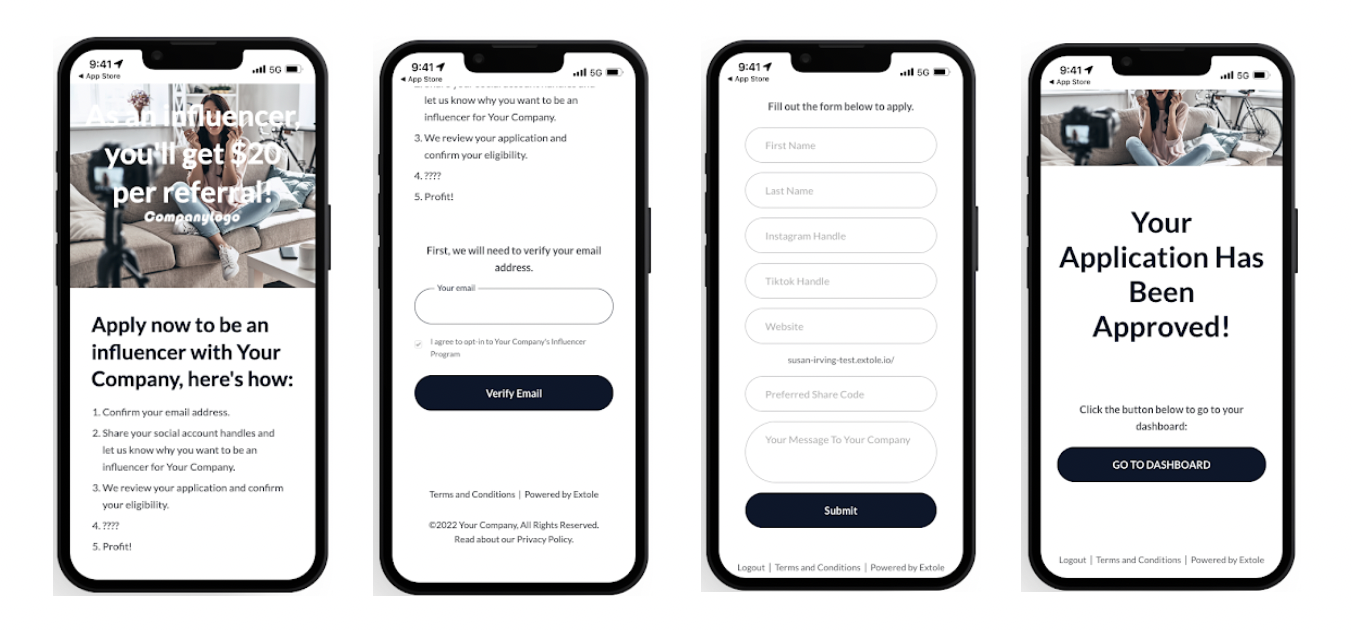 9:41
App Store
5G
As an influencer,
you'll get $20
per referral!
Companylogo
Apply now to be an
influencer with Your
Company, here's how:
1. Confirm your email address.
2. Share your social account handles and
let us know why you want to be an
influencer for Your Company.
3. We review your application and confirm
your eligibility.
4. ????
5. Profit!
9:41
App Store
5G
2. Share your social account handles and
let us know why you want to be an
influencer for Your Company.
3. We review your application and
confirm your eligibility.
4. ????
5. Profit!
First, we will need to verify your email
address.
Your email
I agree to opt-in to Your Company's Influencer
Program
Verify Email
Terms and Conditions | Powered by Extole
©2022 Your Company, All Rights Reserved.
Read about our Privacy Policy.
9:41
App Store
5G
Fill out the form below to apply.
First Name
Last Name
Instagram Handle
Tiktok Handle
Website
susan-irving-test.extole.io/
Preferred Share Code
Your Message To Your Company
Submit
Logout | Terms and Conditions | Powered by Extole
9:41
App Store
5G
Your
Application Has
Been
Approved!
Click the button below to go to your
dashboard:
GO TO DASHBOARD
Logout | Terms and Conditions | Powered by Extole